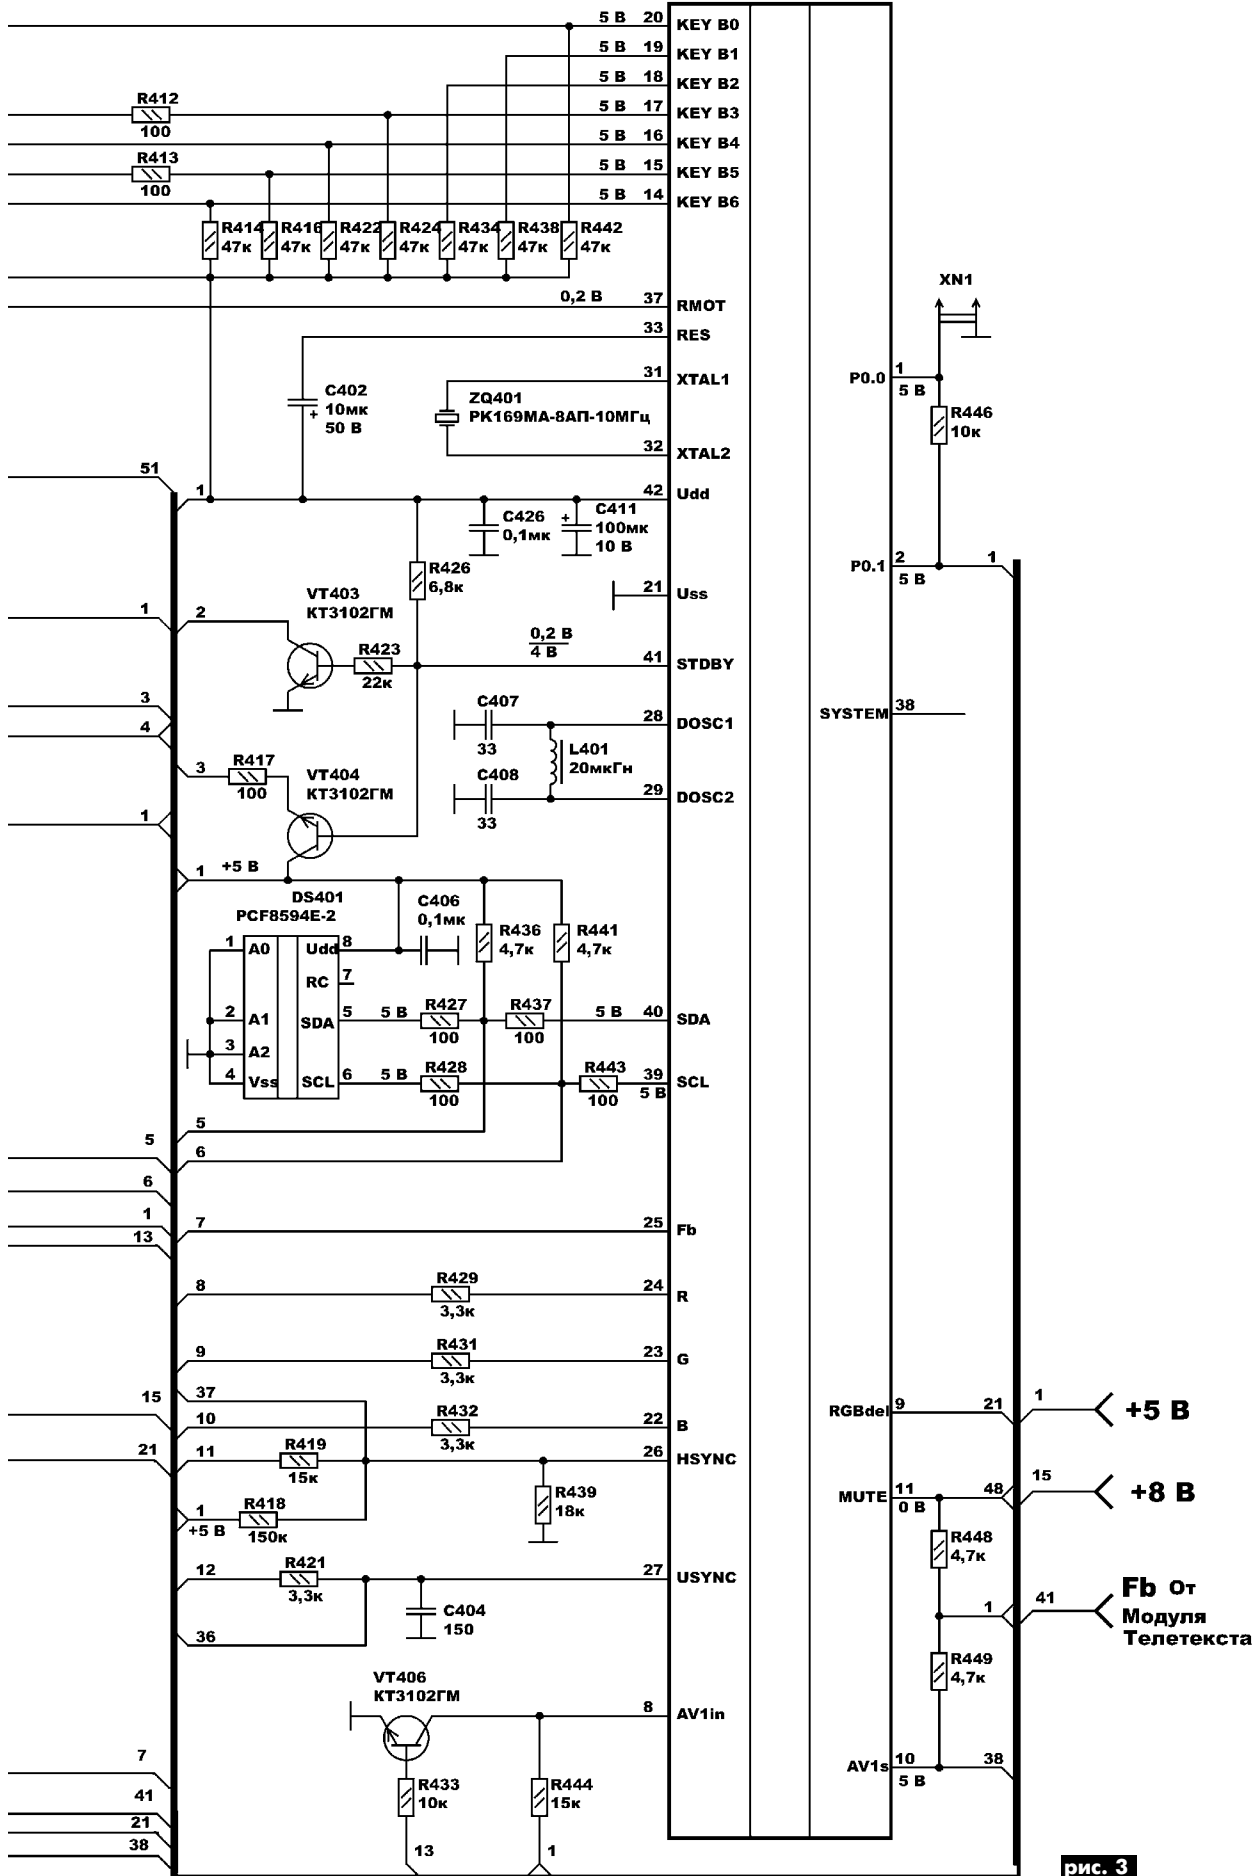 5 В 20 KEY B0
5 В 19 KEY B1
5 В 18 KEY B2
R412 5 В 17 KEY B3
100
5 В 16 KEY B4
R413 5 В 15 KEY B5
100
5 В 14 KEY B6
R414 R416 R422 R424 R434 R438 R442
47к 47к 47к 47к 47к 47к 47к
XN1
0,2 В 37 RMOT
33 RES
31 XTAL1
P0.0 1
5 В
C402
10мк
50 В
+
ZQ401
РК169МА-8АП-10МГц
R446
10к
32 XTAL2
51
1 42 Udd
C426
0,1мк
+ C411
100мк
10 В
R426
6,8к
P0.1 2 1
5 В
21 Uss
VT403
КТ3102ГМ
1 2
R423
22к
0,2 В
4 В
41 STDBY
3
4
C407
33
28 DOSC1
SYSTEM 38
L401
20мкГн
3 R417
100
VT404
КТ3102ГМ
C408
33
29 DOSC2
1
1 +5 В
DS401
PCF8594E-2
C406
0,1мк
R436
4,7к
R441
4,7к
1 A0 Udd 8
RC 7
2 A1 SDA 5 5 В R427 R437 5 В 40 SDA
100 100
3 A2
4 Vss SCL 6 5 В R428 R443 39 SCL
100 100 5 В
5
5
6
6
1
13
7 25 Fb
8 R429 24 R
3,3к
9 R431 23 G
3,3к
37
15
10 R432 22 B
3,3к
RGBdel 9 21 1 +5 В
21 11 R419 26 HSYNC
15к
R439
18к
1 R418
+5 В 150к
MUTE 11 48 15 +8 В
0 В
R448
4,7к
12 R421 27 USYNC
3,3к
C404
150
1 41 Fb От
Модуля
Телетекста
36
R449
4,7к
VT406
КТ3102ГМ
8 AV1in
7
AV1s 10 38
5 В
R433
10к
R444
15к
41
21
38
13 1
рис. 3